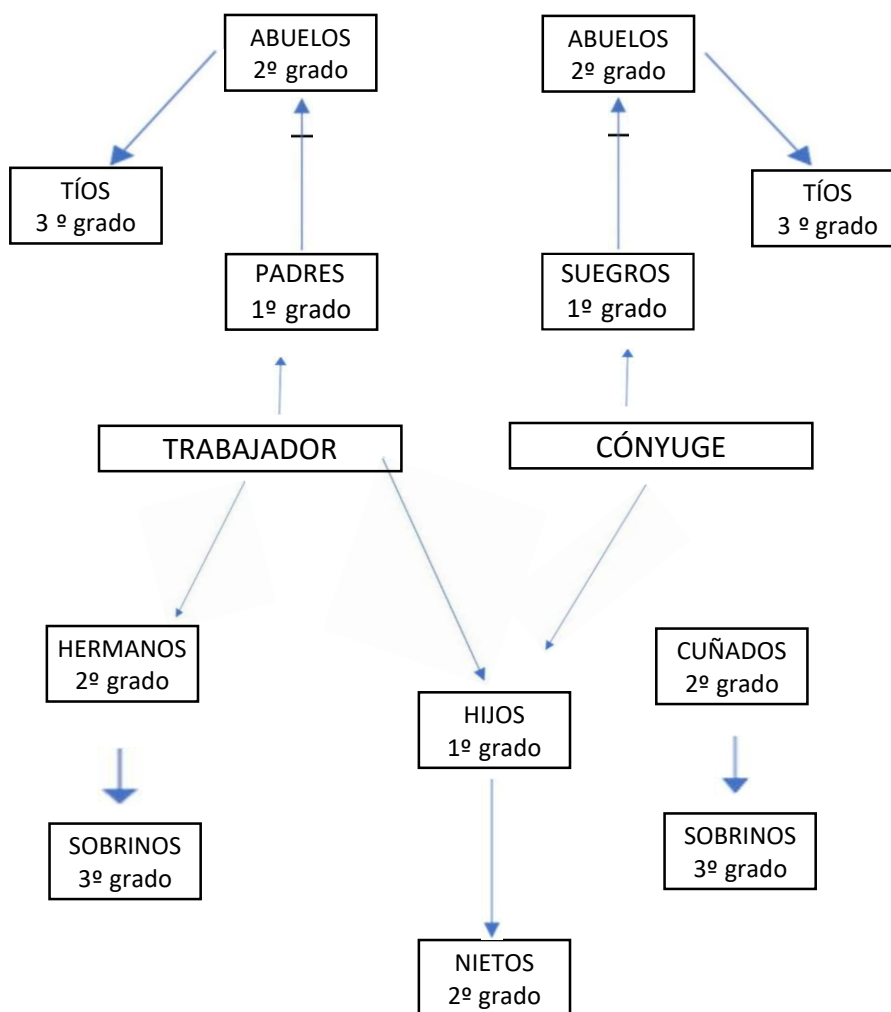 ABUELOS
2º grado
ABUELOS
2º grado
TÍOS
3 º grado
TÍOS
3 º grado
PADRES
1º grado
SUEGROS
1º grado
TRABAJADOR
CÓNYUGE
HERMANOS
2º grado
CUÑADOS
2º grado
HIJOS
1º grado
SOBRINOS
3º grado
SOBRINOS
3º grado
NIETOS
2º grado